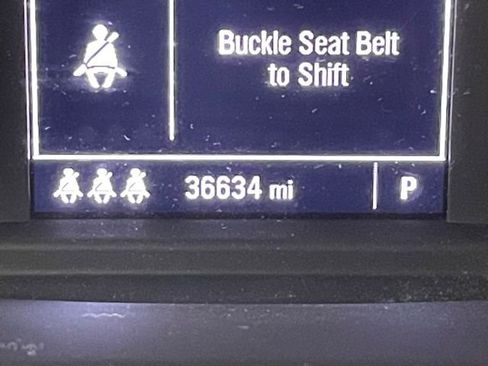 Buckle Seat Belt
to Shift
36634 mi
P